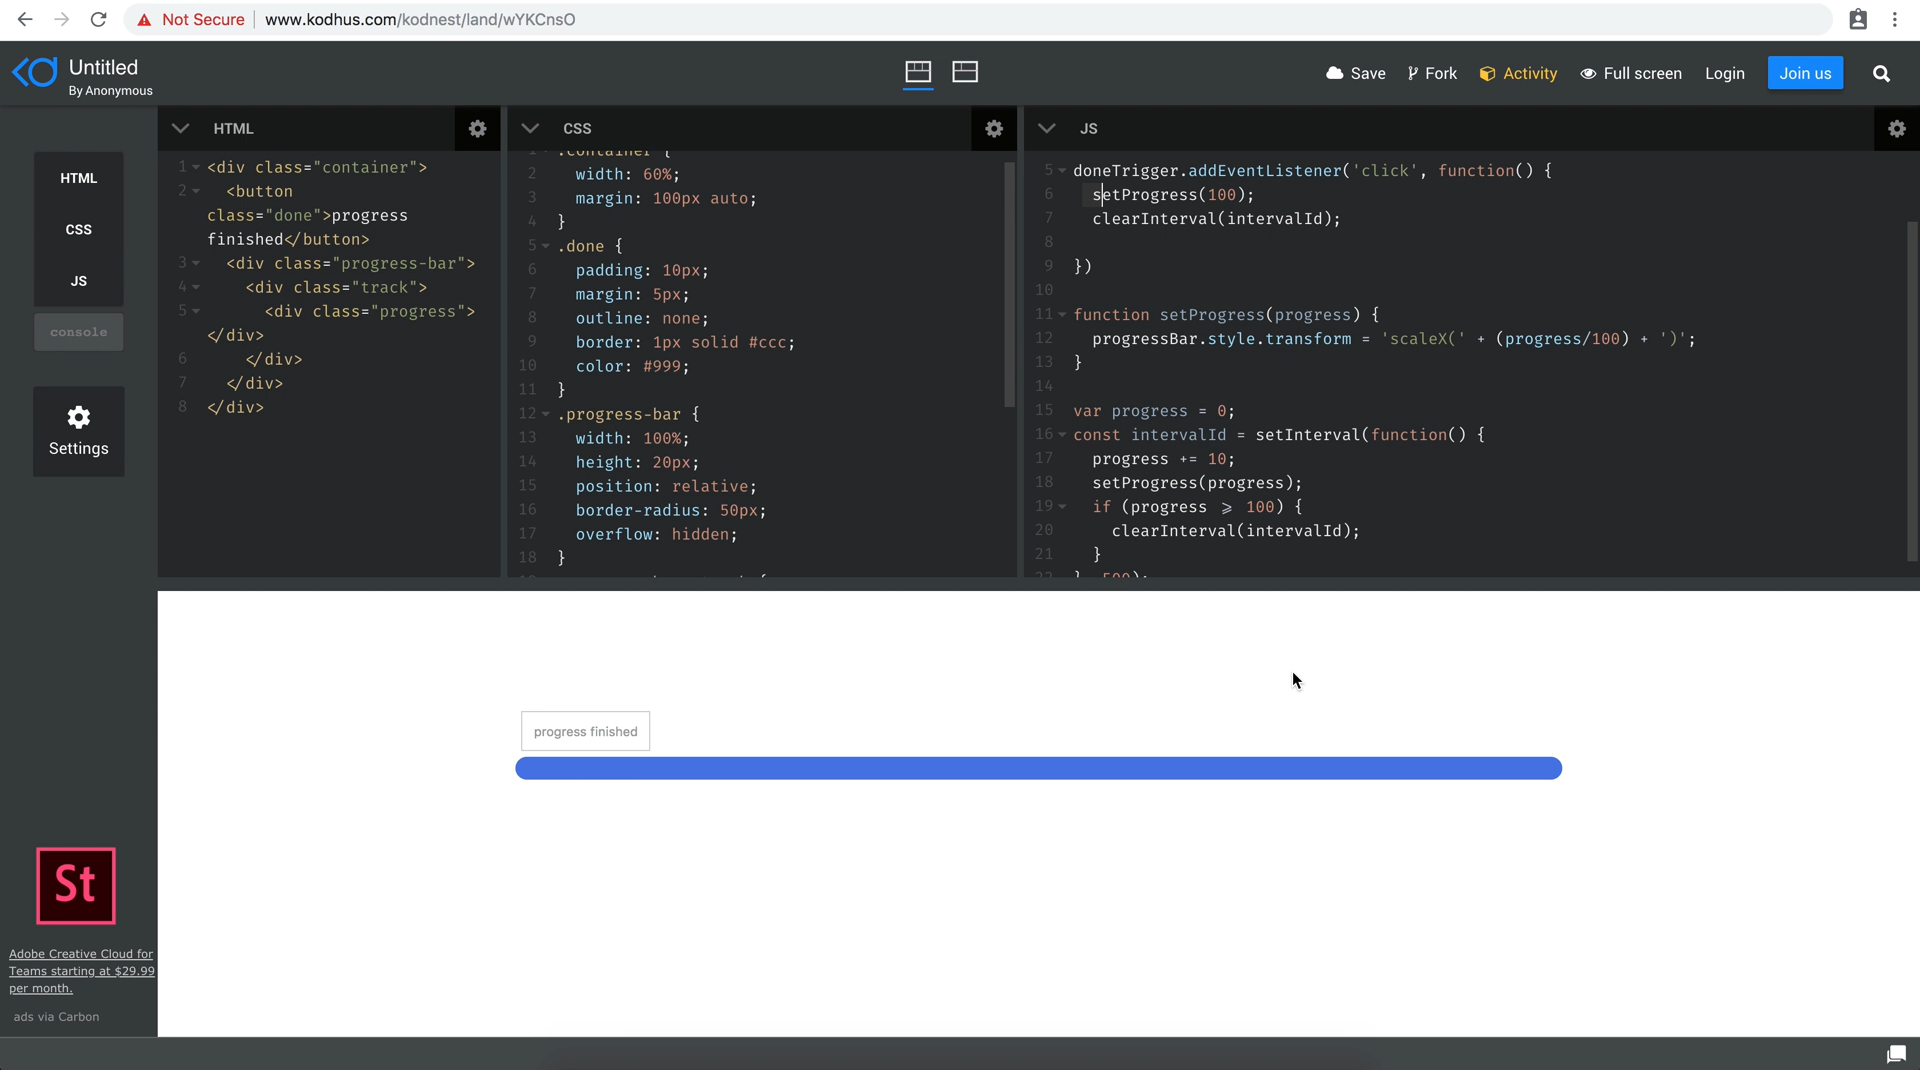 Not Secure www.kodhus.com/kodnest/land/wYKCnsO
Untitled
By Anonymous
Save
Fork
Activity
Full screen
Login
Join us
HTML
CSS
JS
console
Settings
HTML
1 <div class="container">
2 <button
class="done">progress
finished</button>
3 <div class="progress-bar">
4 <div class="track">
5 <div class="progress">
</div>
6 </div>
7 </div>
8 </div>
CSS
1 .container {
2 width: 60%;
3 margin: 100px auto;
4 }
5 .done {
6 padding: 10px;
7 margin: 5px;
8 outline: none;
9 border: 1px solid #ccc;
10 color: #999;
11 }
12 .progress-bar {
13 width: 100%;
14 height: 20px;
15 position: relative;
16 border-radius: 50px;
17 overflow: hidden;
18 }
JS
5 doneTrigger.addEventListener('click', function() {
6 setProgress(100);
7 clearInterval(intervalId);
8
9 })
10
11 function setProgress(progress) {
12 progressBar.style.transform = 'scaleX(' + (progress/100) + ')';
13 }
14
15 var progress = 0;
16 const intervalId = setInterval(function() {
17 progress += 10;
18 setProgress(progress);
19 if (progress >= 100) {
20 clearInterval(intervalId);
21 }
22 }, 500);
progress finished
St
Adobe Creative Cloud for
Teams starting at $29.99
per month.
ads via Carbon